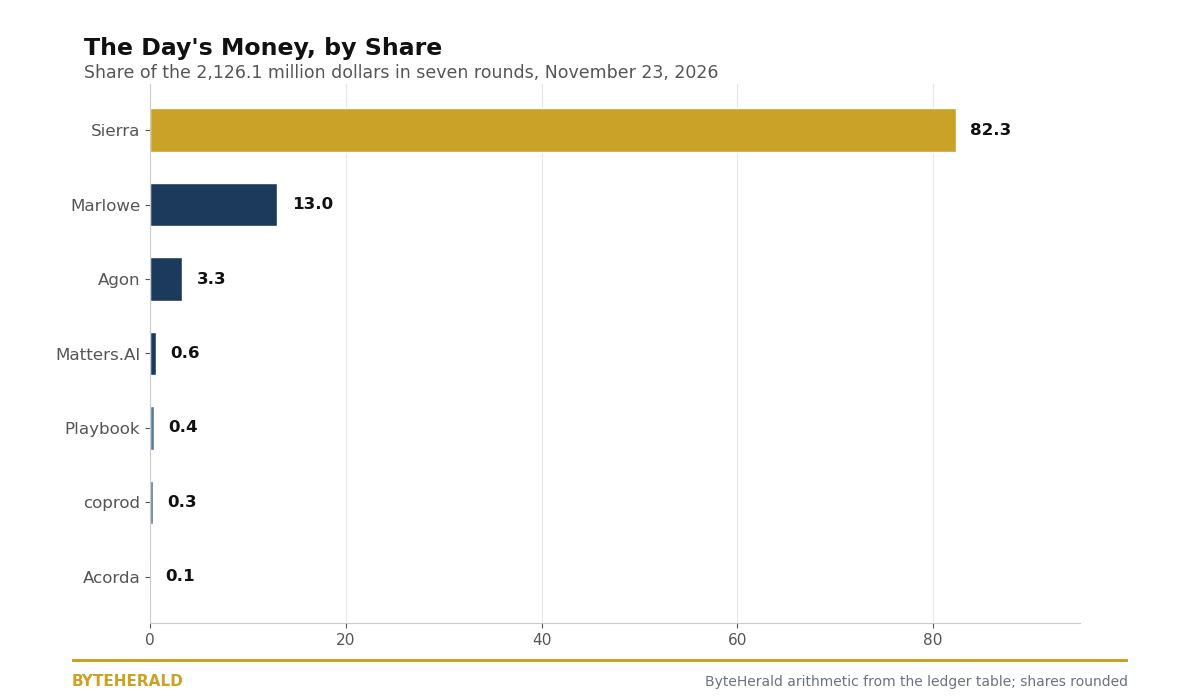 The Day's Money, by Share
Share of the 2,126.1 million dollars in seven rounds, November 23, 2026
Sierra 82.3
Marlowe 13.0
Agon 3.3
Matters.AI 0.6
Playbook 0.4
coprod 0.3
Acorda 0.1
0 20 40 60 80
BYTEHERALD
ByteHerald arithmetic from the ledger table; shares rounded